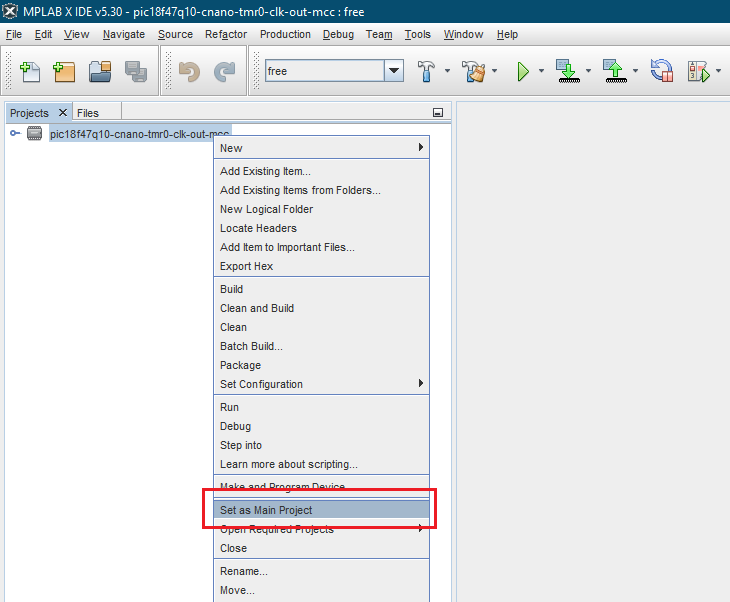 MPLAB X IDE v5.30 - pic18f47q10-cnano-tmr0-clk-out-mcc : free
File Edit View Navigate Source Refactor Production Debug Team Tools Window Help
free
Projects Files
pic18f47q10-cnano-tmr0-clk-out-mcc
New
Add Existing Item...
Add Existing Items from Folders...
New Logical Folder
Locate Headers
Add Item to Important Files...
Export Hex
Build
Clean and Build
Clean
Batch Build...
Package
Set Configuration
Run
Debug
Step into
Learn more about scripting...
Make and Program Device
Set as Main Project
Open Required Projects
Close
Rename...
Move...